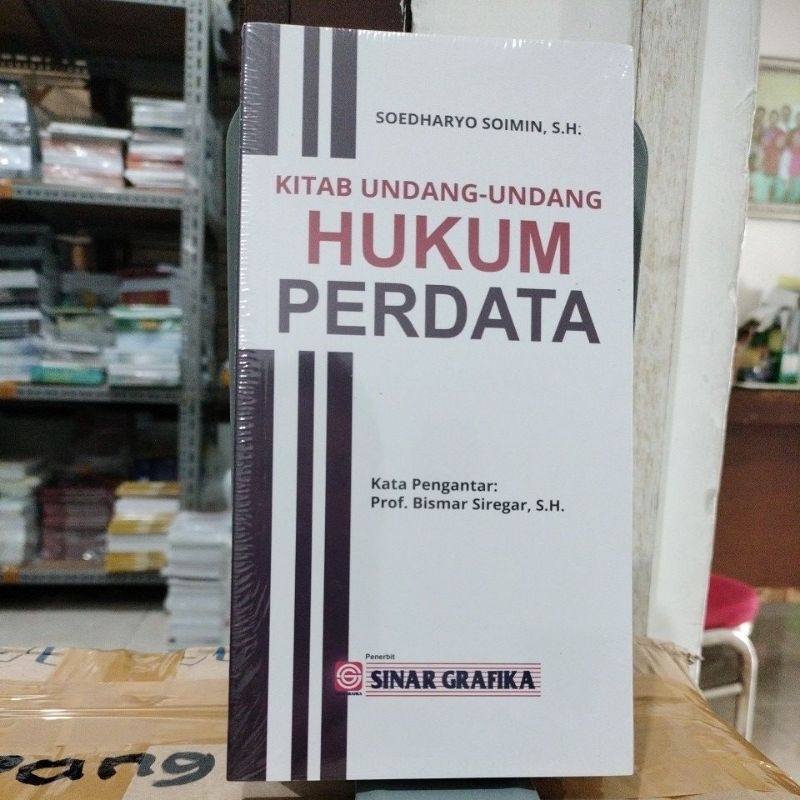 SOEDHARYO SOIMIN, S.H.
KITAB UNDANG-UNDANG
HUKUM
PERDATA
Kata Pengantar:
Prof. Bismar Siregar, S.H.
Penerbit
SINAR GRAFIKA